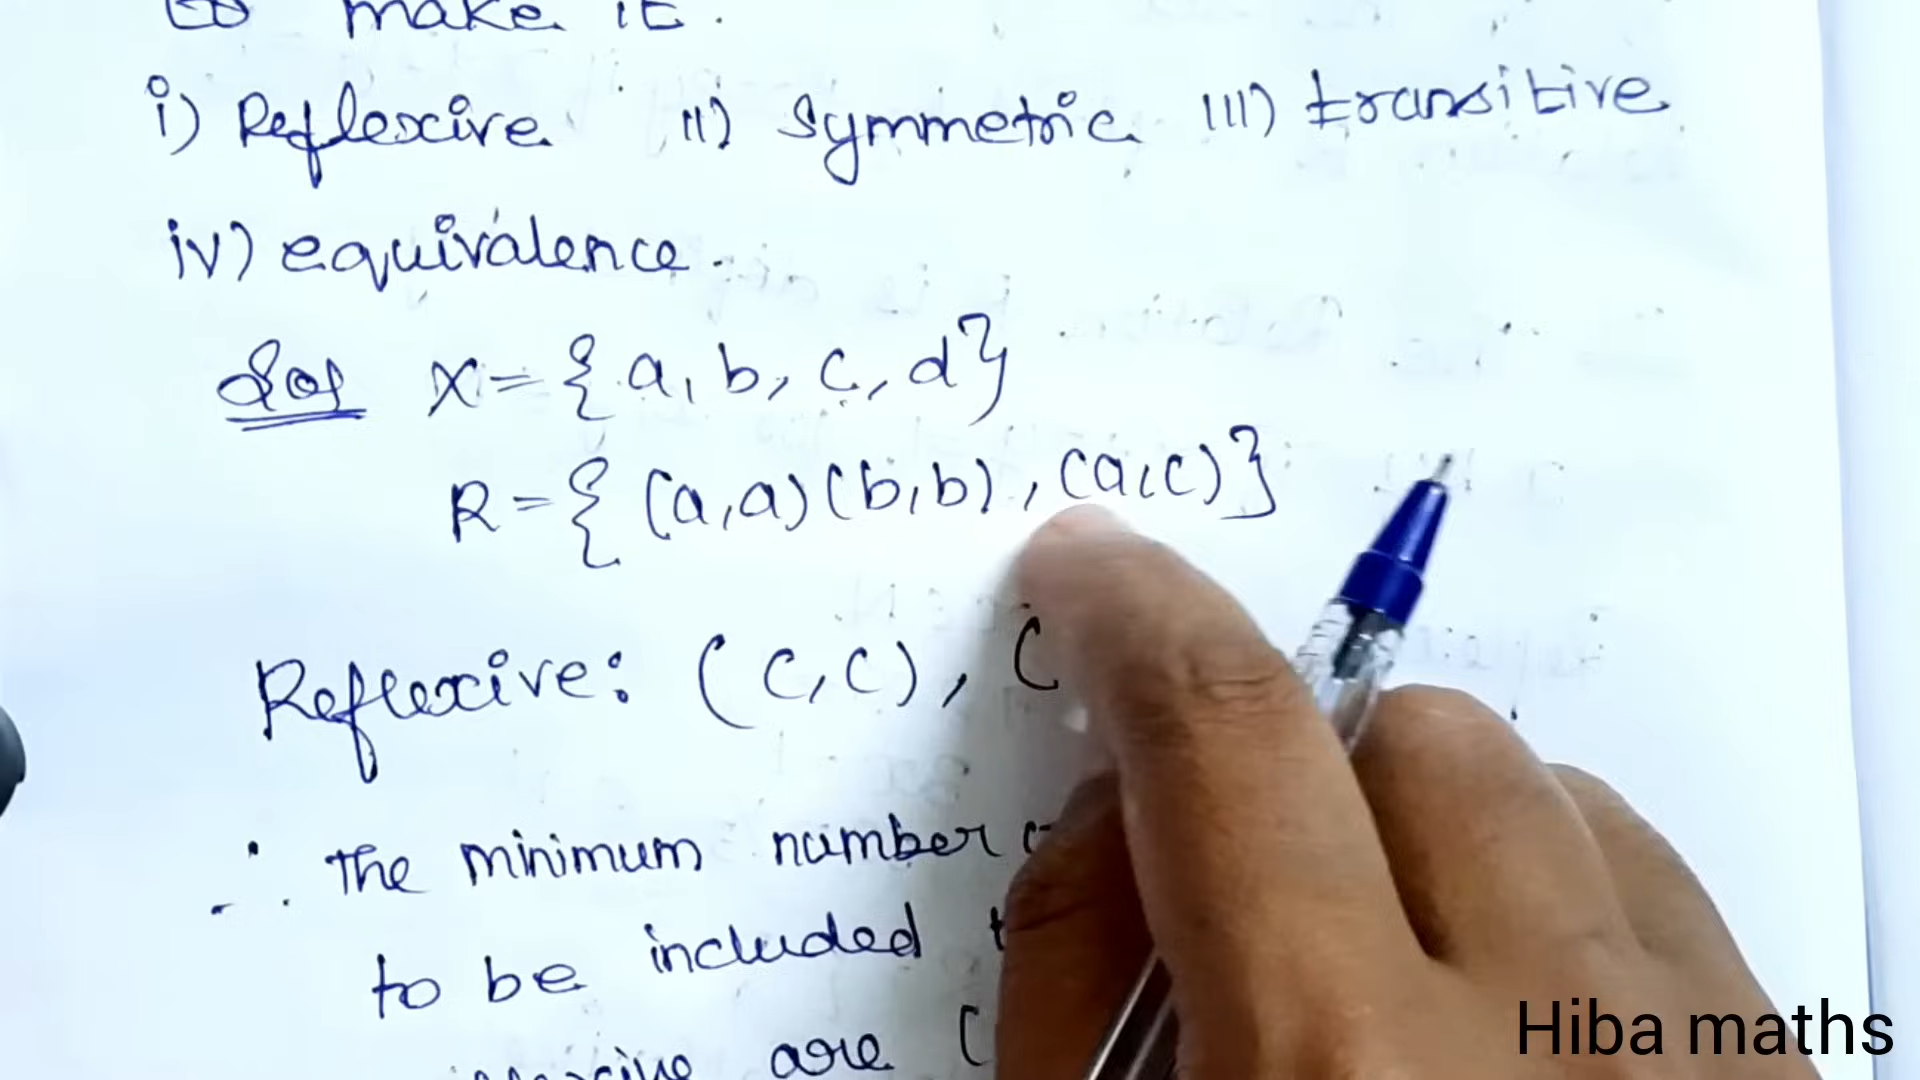 to make it.
i) Reflexive ii) Symmetric iii) transitive
iv) equivalence.
Sol X = { a, b, c, d }
R = { (a,a) (b,b), (a,c) }
Reflexive: (c,c), (
∴ The minimum number
to be included
are (
Hiba maths